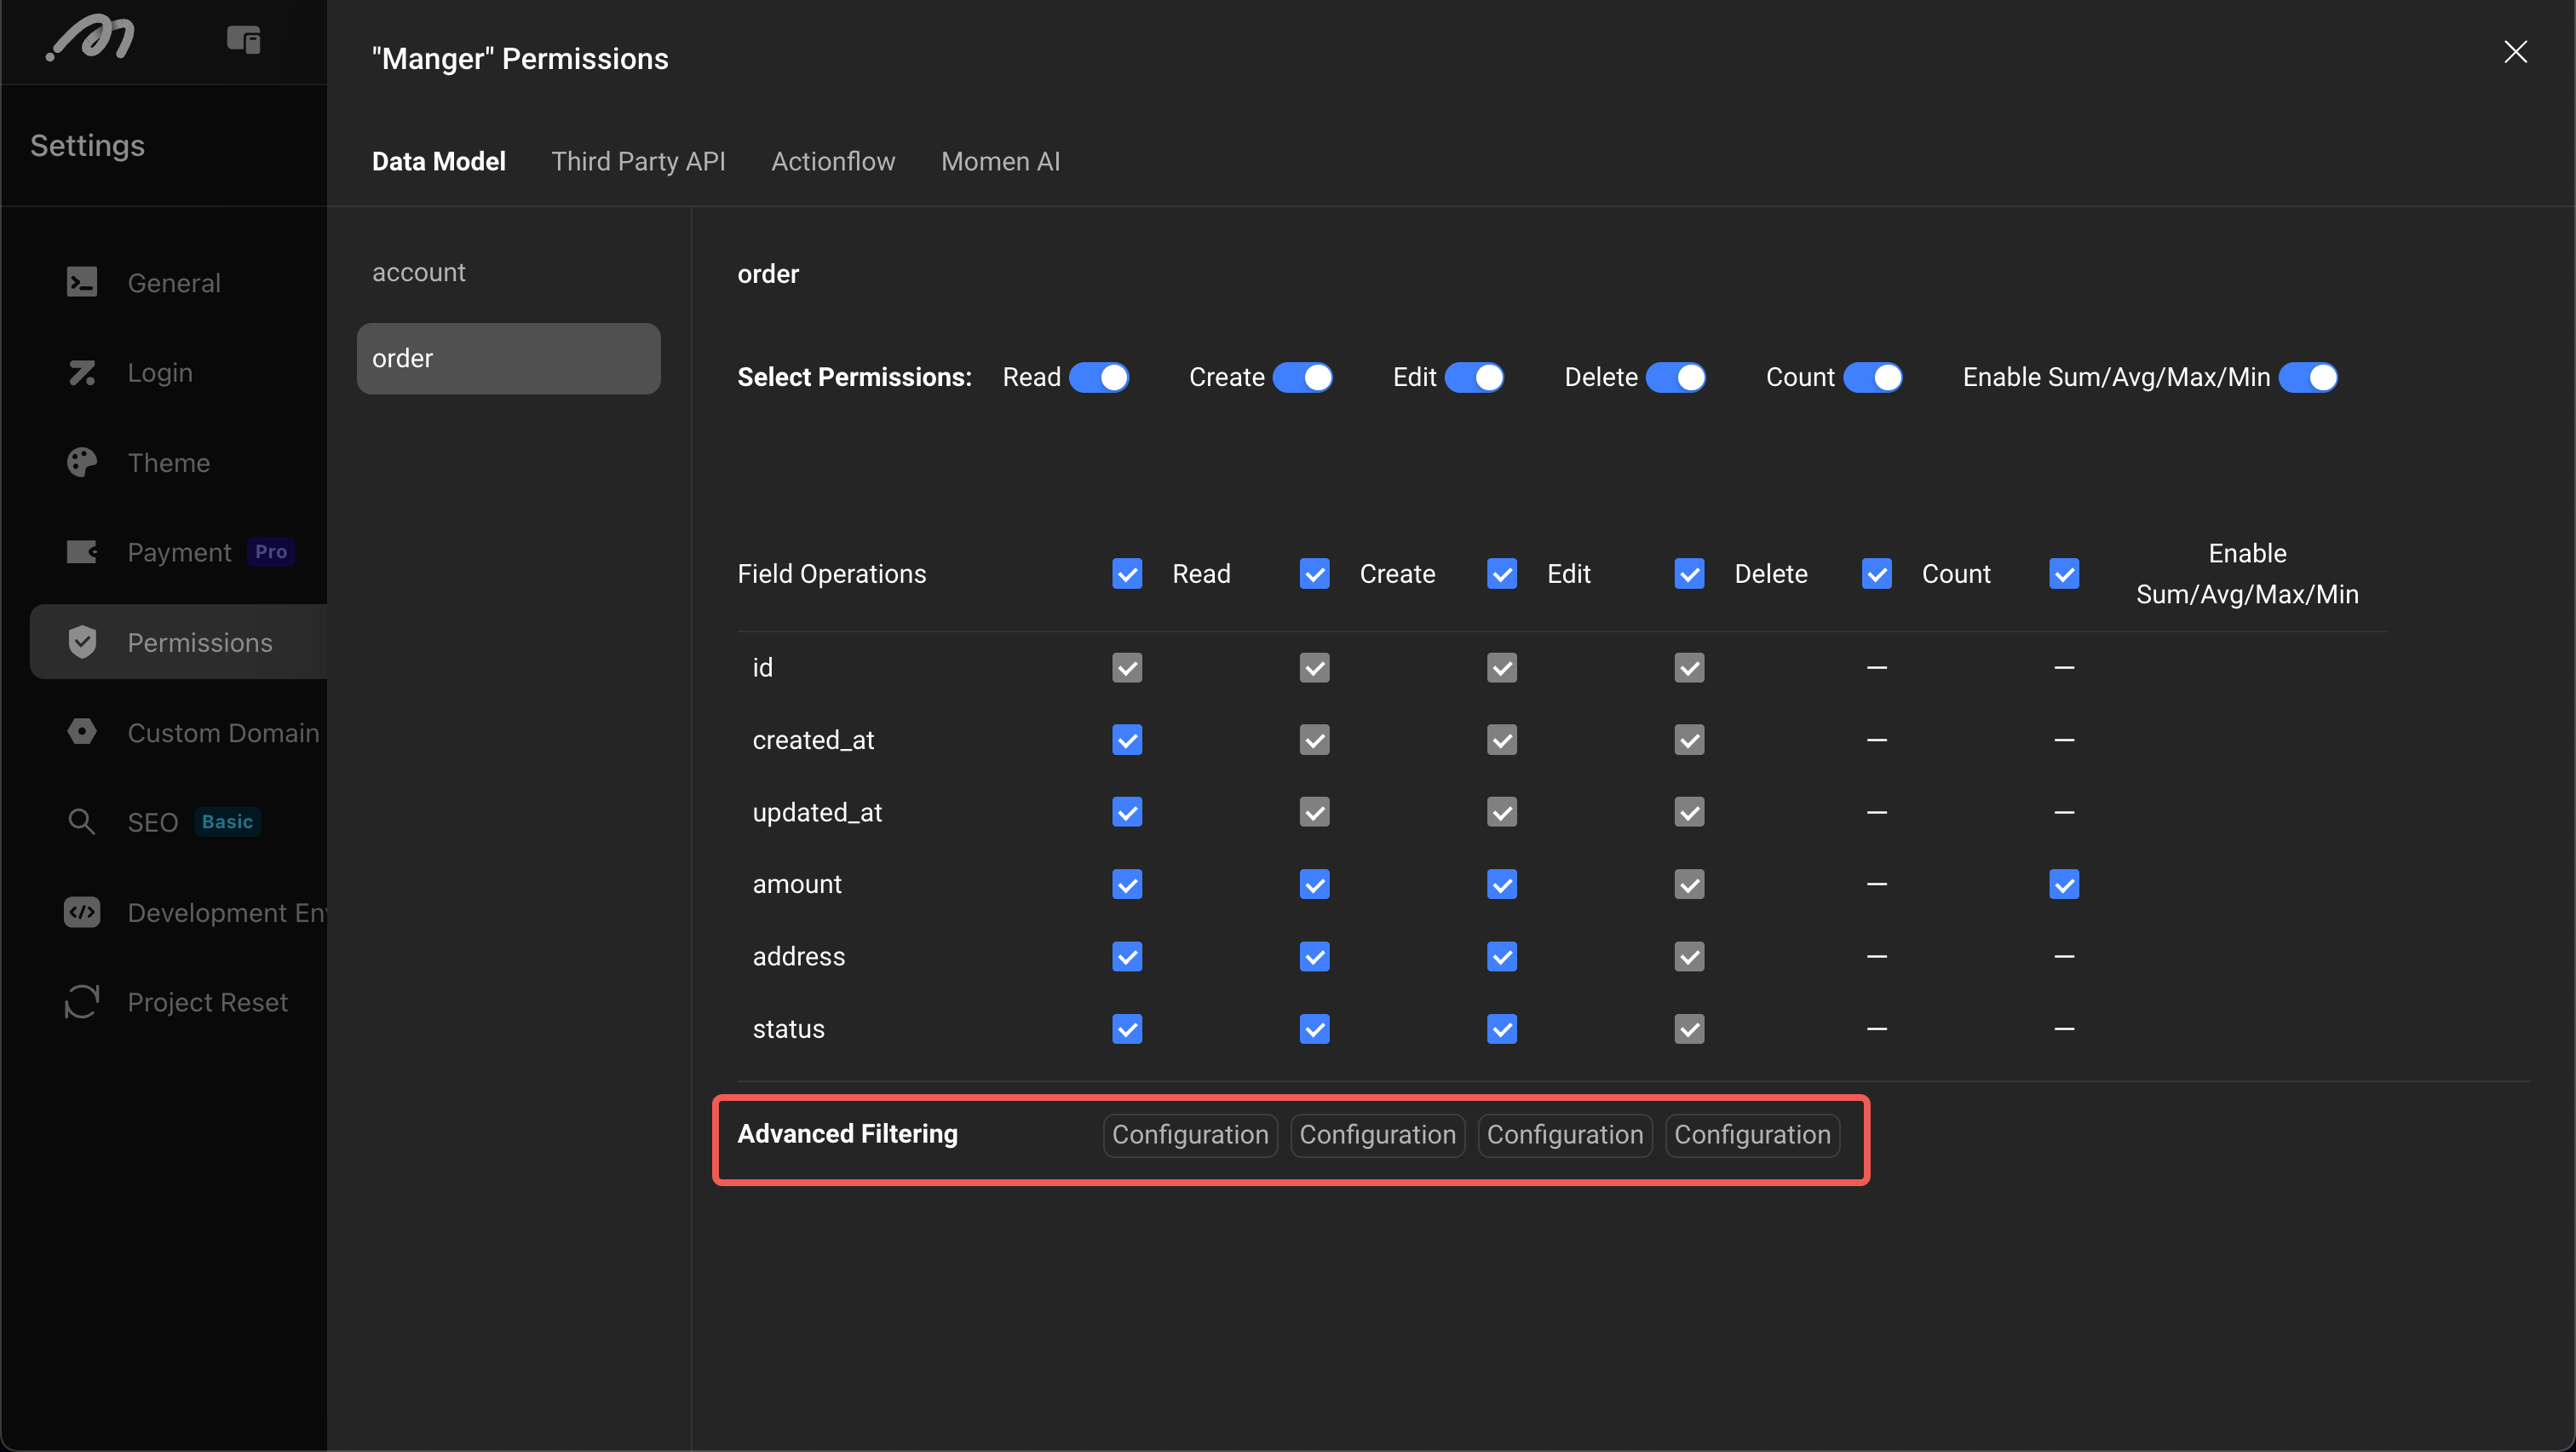 "Manger" Permissions
Settings
Data Model Third Party API Actionflow Momen AI
General
Login
Theme
Payment Pro
Permissions
Custom Domain
SEO Basic
Development Env
Project Reset
account
order
order
Select Permissions: Read Create Edit Delete Count Enable Sum/Avg/Max/Min
Field Operations Read Create Edit Delete Count Enable
Sum/Avg/Max/Min
id
created_at
updated_at
amount
address
status
Advanced Filtering Configuration Configuration Configuration Configuration